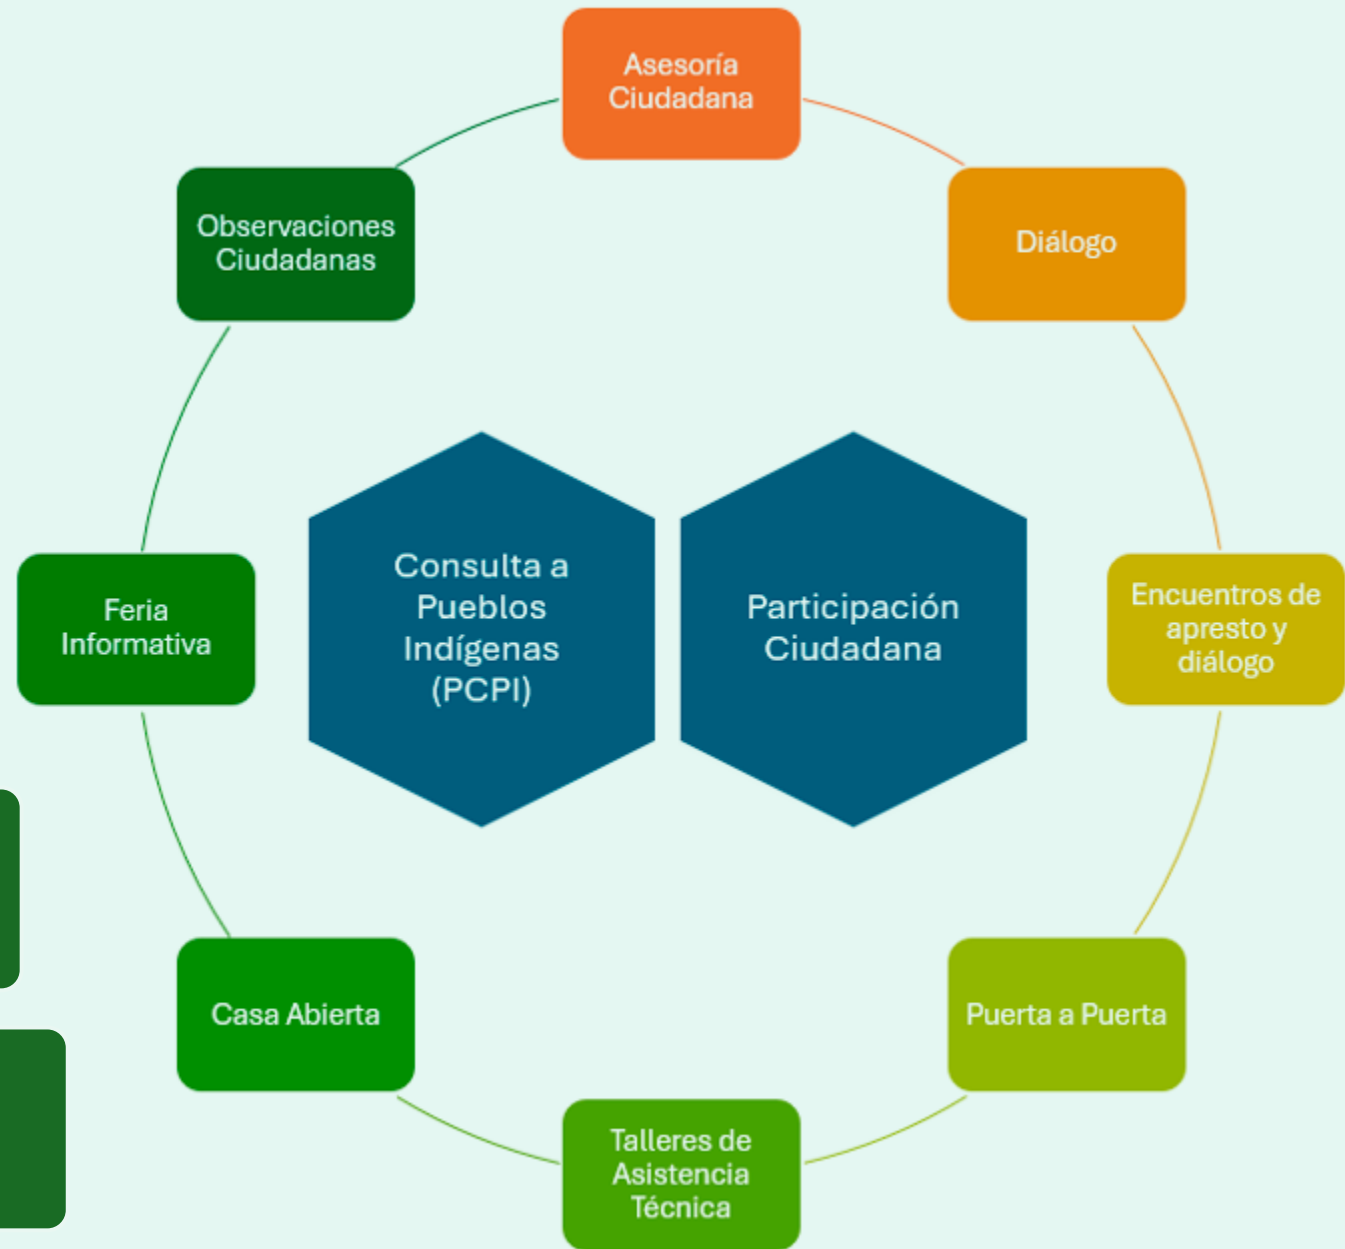 Asesoría
Ciudadana
Observaciones
Ciudadanas
Diálogo
Consulta a
Pueblos
Indígenas
(PCPI)
Participación
Ciudadana
Feria
Informativa
Encuentros de
apresto y
diálogo
Casa Abierta
Puerta a Puerta
Talleres de
Asistencia
Técnica